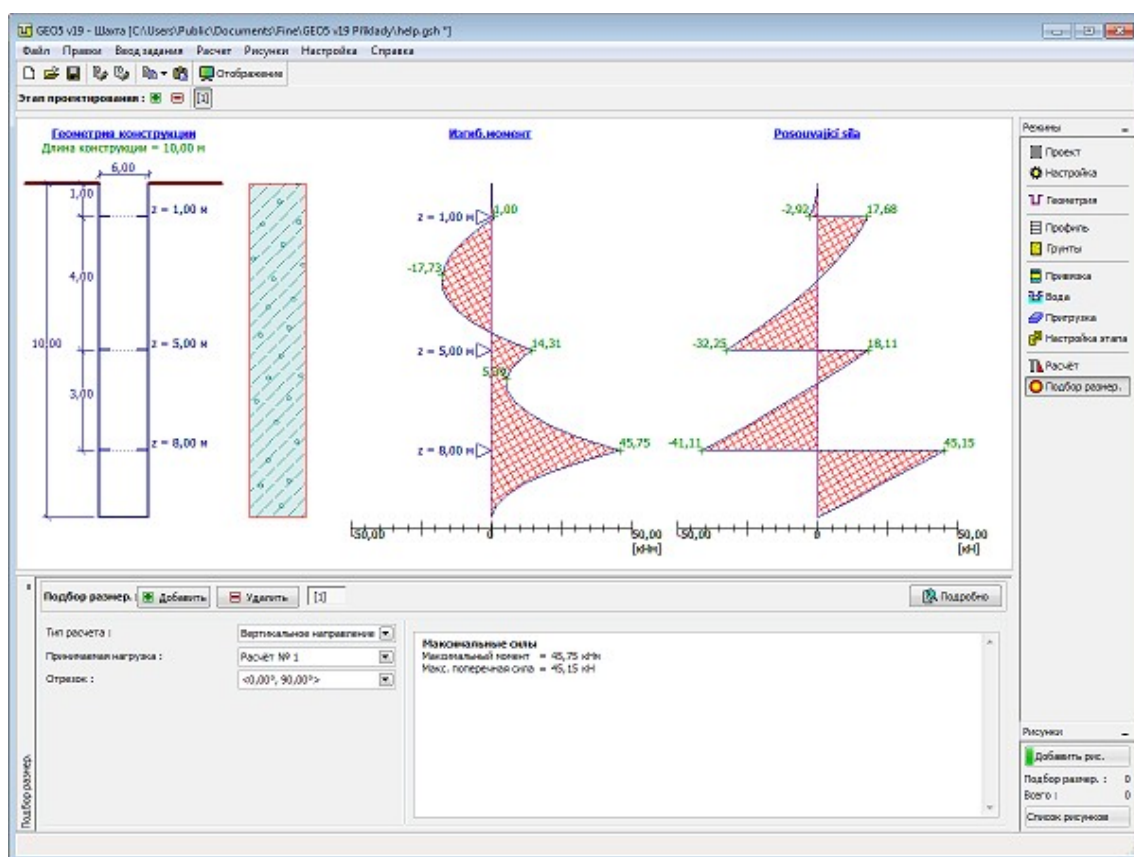 GEO5 v19 - Шахта [C:\Users\Public\Documents\Fine\GEO5 v19 Příklady\help.gsh *]
Файл Правки Ввод задания Расчет Рисунки Настройка Справка
Отображение
Этап проектирования : [1]
Геометрия конструкции
Длина конструкции = 10,00 м
6,00
1,00
z = 1,00 м
4,00
10,00
z = 5,00 м
3,00
z = 8,00 м
Изгиб.момент
z = 1,00 м
1,00
-17,73
z = 5,00 м
14,31
z = 8,00 м
45,75
-50,00 0 50,00
[кНм]
Posouvající síla
-2,92 17,68
-32,25 18,11
-41,11 45,15
-50,00 0 50,00
[кН]
Режимы
Проект
Настройка
Геометрия
Профиль
Грунты
Привязка
Вода
Пригрузка
Настройка этапа
Расчёт
Подбор размер.
Подбор размер. : Добавить Удалить [1] Подробно
Тип расчета : Вертикальное направление
Принимаемая нагрузка : Расчёт № 1
Отрезок : <0,00°, 90,00°>
Максимальные силы
Максимальный момент = 45,75 кНм
Макс. поперечная сила = 45,15 кН
Подбор размер.
Рисунки
Добавить рис.
Подбор размер. : 0
Всего : 0
Список рисунков